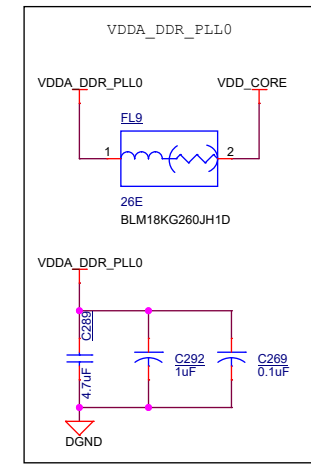 VDDA_DDR_PLL0
VDDA_DDR_PLL0
VDD_CORE
FL9
1
2
26E
BLM18KG260JH1D
VDDA_DDR_PLL0
C289
4.7uF
C292
1uF
C269
0.1uF
DGND